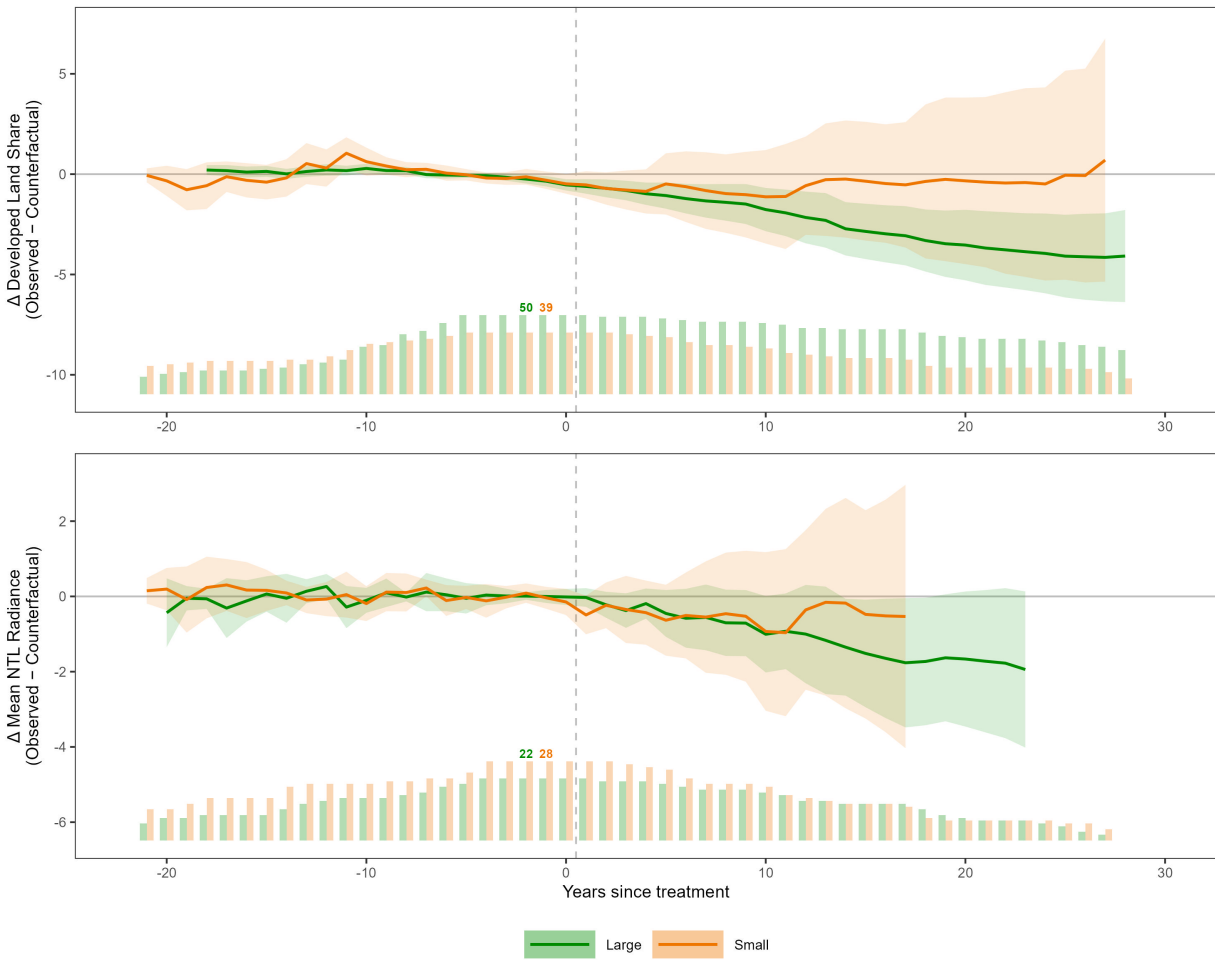 Δ Developed Land Share
(Observed − Counterfactual)
5
0
-5
-10
50 39
-20 -10 0 10 20 30
Δ Mean NTL Radiance
(Observed − Counterfactual)
2
0
-2
-4
-6
22 28
-20 -10 0 10 20 30
Years since treatment
Large Small